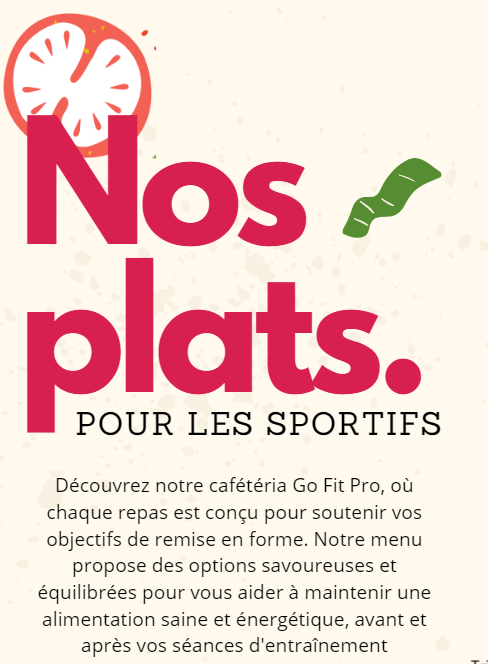 Nos
plats.
POUR LES SPORTIFS
Découvrez notre cafétéria Go Fit Pro, où
chaque repas est conçu pour soutenir vos
objectifs de remise en forme. Notre menu
propose des options savoureuses et
équilibrées pour vous aider à maintenir une
alimentation saine et énergétique, avant et
après vos séances d'entraînement